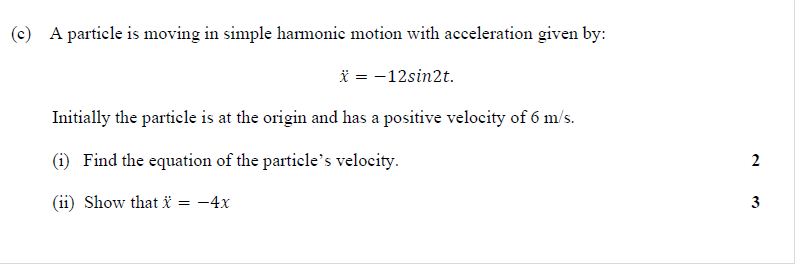 (c) A particle is moving in simple harmonic motion with acceleration given by:
ẍ = −12sin2t.
Initially the particle is at the origin and has a positive velocity of 6 m/s.
(i) Find the equation of the particle's velocity. 2
(ii) Show that ẍ = −4x 3